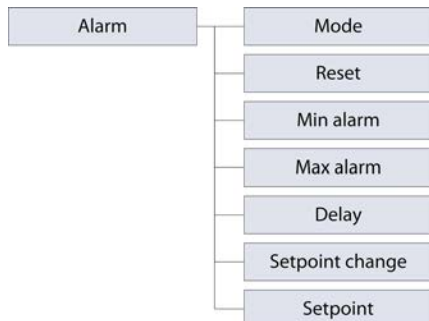 Alarm
Mode
Reset
Min alarm
Max alarm
Delay
Setpoint change
Setpoint